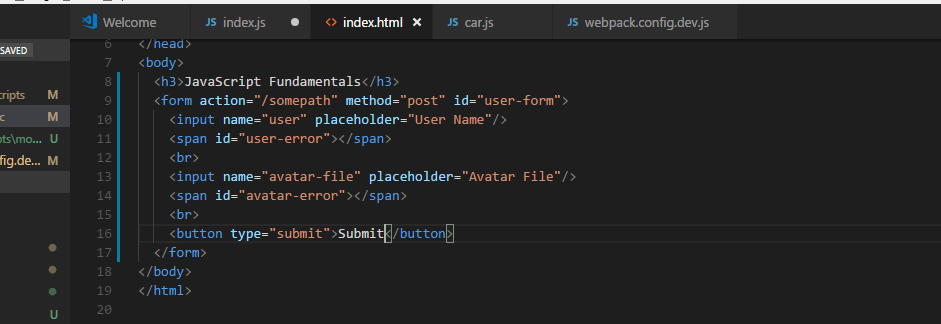 Welcome JS index.js <> index.html × JS car.js JS webpack.config.dev.js
SAVED
cripts M
c M
ts\mo... U
fig.de... M
U
6 </head>
7 <body>
8 <h3>JavaScript Fundamentals</h3>
9 <form action="/somepath" method="post" id="user-form">
10 <input name="user" placeholder="User Name"/>
11 <span id="user-error"></span>
12 <br>
13 <input name="avatar-file" placeholder="Avatar File"/>
14 <span id="avatar-error"></span>
15 <br>
16 <button type="submit">Submit</button>
17 </form>
18 </body>
19 </html>
20